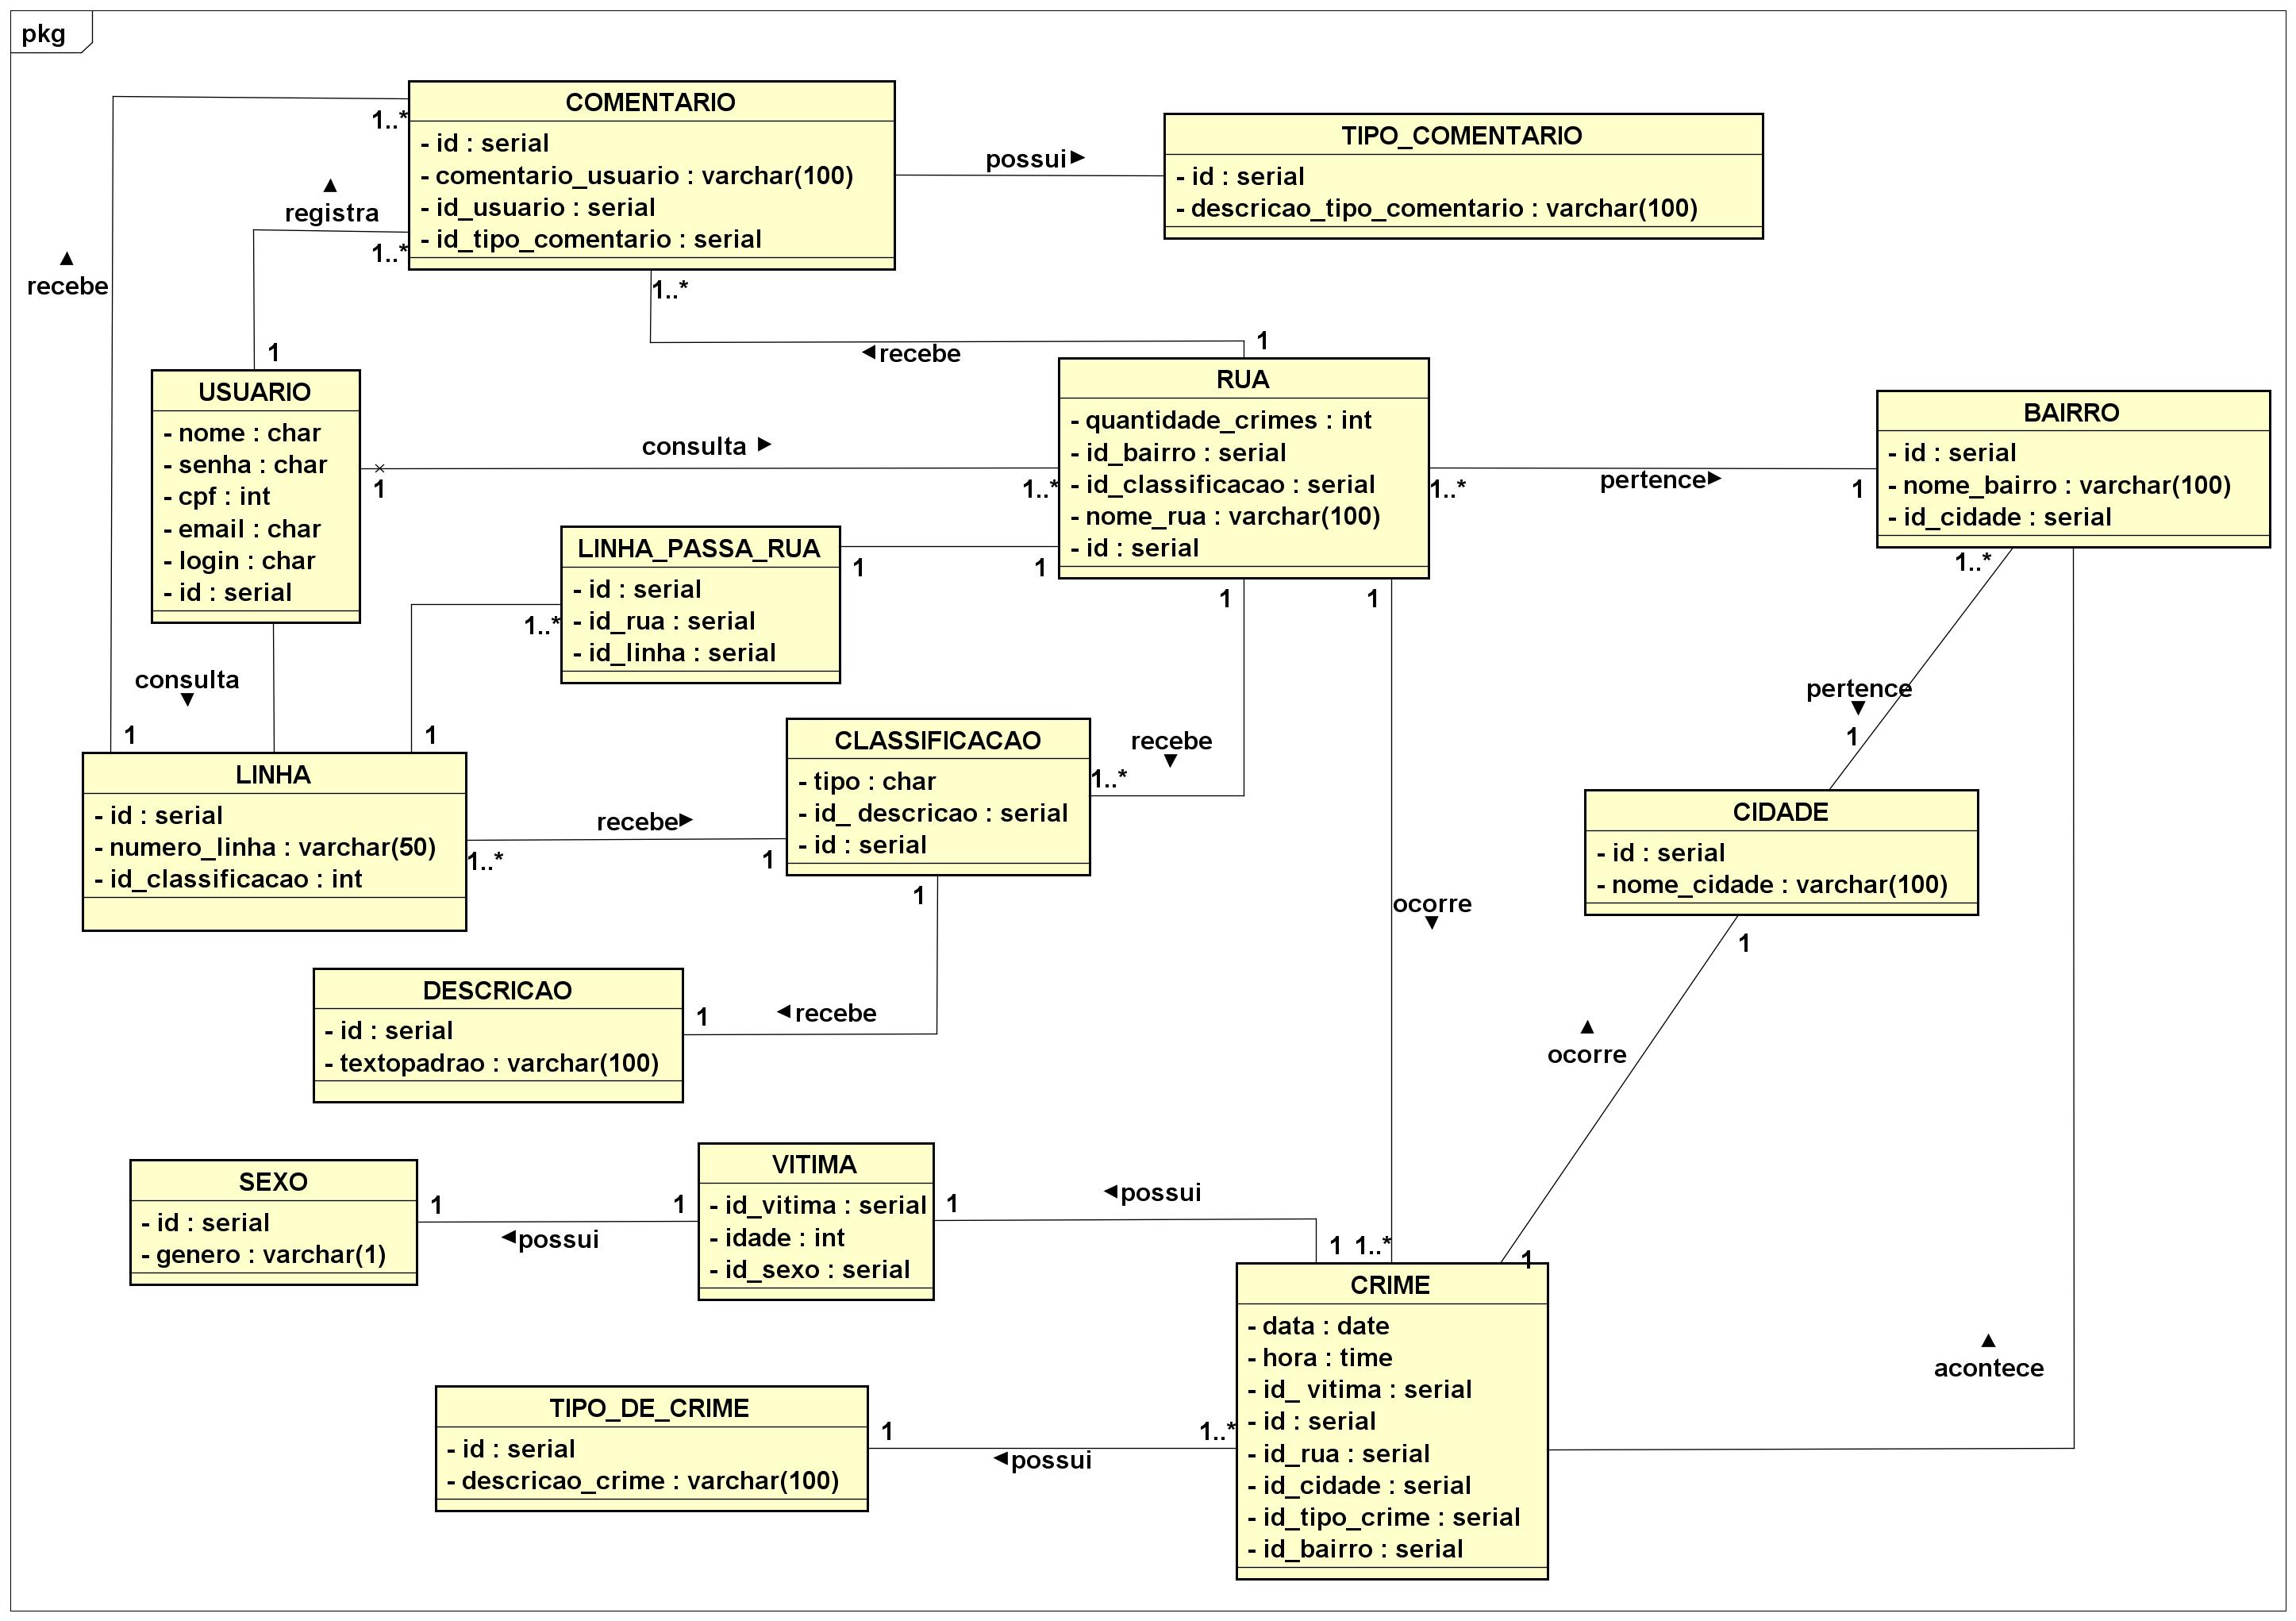 pkg
COMENTARIO
- id : serial
- comentario_usuario : varchar(100)
- id_usuario : serial
- id_tipo_comentario : serial
1..*
1..*
1..*
possui
TIPO_COMENTARIO
- id : serial
- descricao_tipo_comentario : varchar(100)
registra
recebe
1
recebe
1
USUARIO
- nome : char
- senha : char
- cpf : int
- email : char
- login : char
- id : serial
consulta
1
1..*
RUA
- quantidade_crimes : int
- id_bairro : serial
- id_classificacao : serial
- nome_rua : varchar(100)
- id : serial
1..*
pertence
1
BAIRRO
- id : serial
- nome_bairro : varchar(100)
- id_cidade : serial
1..*
LINHA_PASSA_RUA
- id : serial
- id_rua : serial
- id_linha : serial
1
1
1..*
1
1
consulta
1
1
pertence
1
LINHA
- id : serial
- numero_linha : varchar(50)
- id_classificacao : int
recebe
1..*
1
CLASSIFICACAO
- tipo : char
- id_ descricao : serial
- id : serial
recebe
1..*
1
CIDADE
- id : serial
- nome_cidade : varchar(100)
1
ocorre
DESCRICAO
- id : serial
- textopadrao : varchar(100)
1
recebe
ocorre
SEXO
- id : serial
- genero : varchar(1)
1
possui
1
VITIMA
- id_vitima : serial
- idade : int
- id_sexo : serial
1
possui
1
1..*
1
CRIME
- data : date
- hora : time
- id_ vitima : serial
- id : serial
- id_rua : serial
- id_cidade : serial
- id_tipo_crime : serial
- id_bairro : serial
acontece
TIPO_DE_CRIME
- id : serial
- descricao_crime : varchar(100)
1
possui
1..*